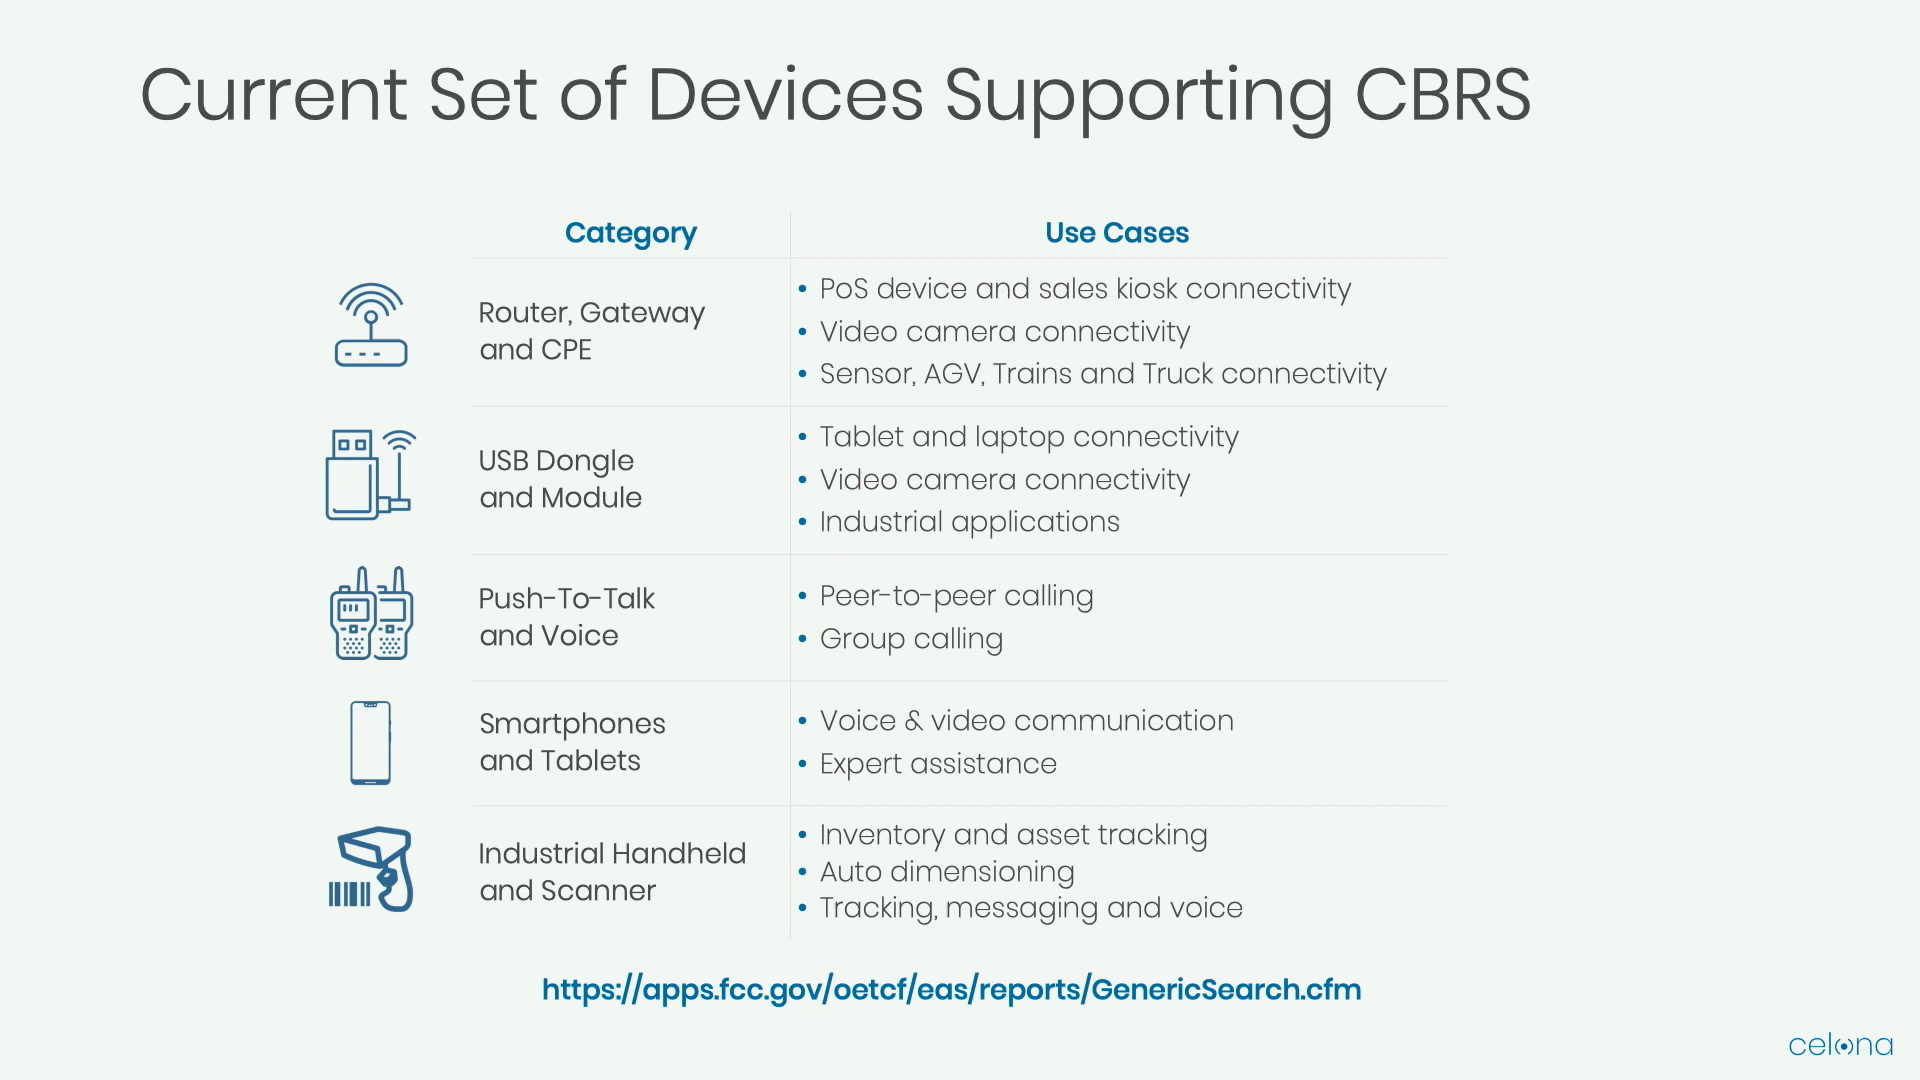 Current Set of Devices Supporting CBRS
Category
Use Cases
Router, Gateway
and CPE
• PoS device and sales kiosk connectivity
• Video camera connectivity
• Sensor, AGV, Trains and Truck connectivity
USB Dongle
and Module
• Tablet and laptop connectivity
• Video camera connectivity
• Industrial applications
Push-To-Talk
and Voice
• Peer-to-peer calling
• Group calling
Smartphones
and Tablets
• Voice & video communication
• Expert assistance
Industrial Handheld
and Scanner
• Inventory and asset tracking
• Auto dimensioning
• Tracking, messaging and voice
https://apps.fcc.gov/oetcf/eas/reports/GenericSearch.cfm
celona